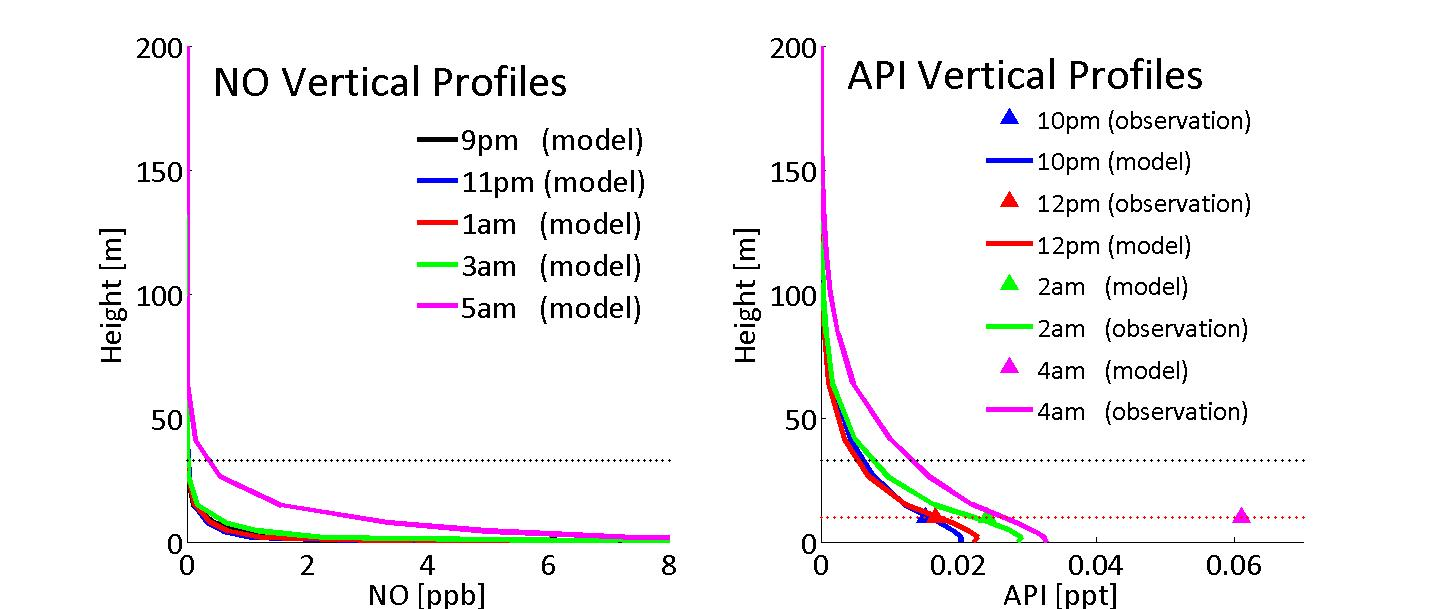 NO Vertical Profiles
200
150
100
50
0
Height [m]
9pm (model)
11pm (model)
1am (model)
3am (model)
5am (model)
0 2 4 6 8
NO [ppb]
API Vertical Profiles
200
150
100
50
0
Height [m]
10pm (observation)
10pm (model)
12pm (observation)
12pm (model)
2am (model)
2am (observation)
4am (model)
4am (observation)
0 0.02 0.04 0.06
API [ppt]